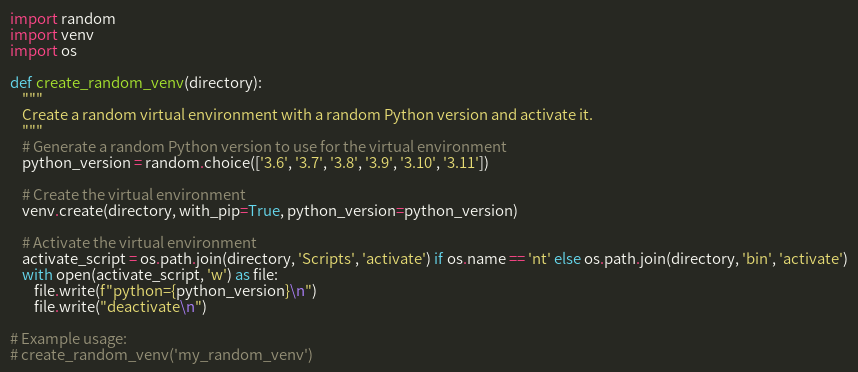 import random
import venv
import os

def create_random_venv(directory):
    """
    Create a random virtual environment with a random Python version and activate it.
    """
    # Generate a random Python version to use for the virtual environment
    python_version = random.choice(['3.6', '3.7', '3.8', '3.9', '3.10', '3.11'])

    # Create the virtual environment
    venv.create(directory, with_pip=True, python_version=python_version)

    # Activate the virtual environment
    activate_script = os.path.join(directory, 'Scripts', 'activate') if os.name == 'nt' else os.path.join(directory, 'bin', 'activate')
    with open(activate_script, 'w') as file:
        file.write(f"python={python_version}\n")
        file.write("deactivate\n")

# Example usage:
# create_random_venv('my_random_venv')